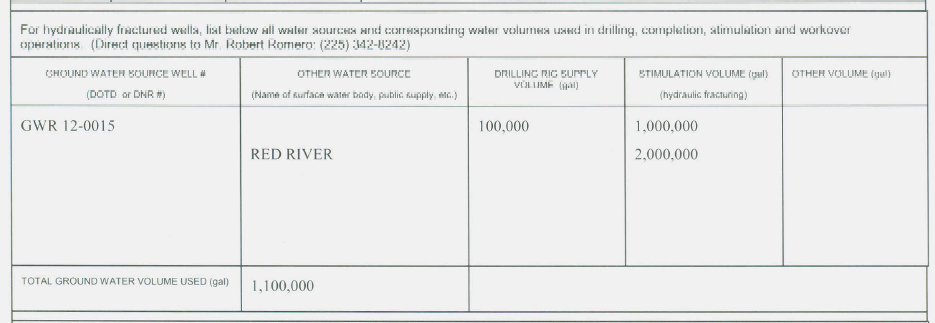 For hydraulically fractured wells, list below all water sources and corresponding water volumes used in drilling, completion, stimulation and workover
operations. (Direct questions to Mr. Robert Romero: (225) 342-8242)
GROUND WATER SOURCE WELL #
(DOTD or DNR #)
OTHER WATER SOURCE
(Name of surface water body, public supply, etc.)
DRILLING RIG SUPPLY
VOLUME (gal)
STIMULATION VOLUME (gal)
(hydraulic fracturing)
OTHER VOLUME (gal)
GWR 12-0015 100,000 1,000,000
RED RIVER 2,000,000
TOTAL GROUND WATER VOLUME USED (gal) 1,100,000